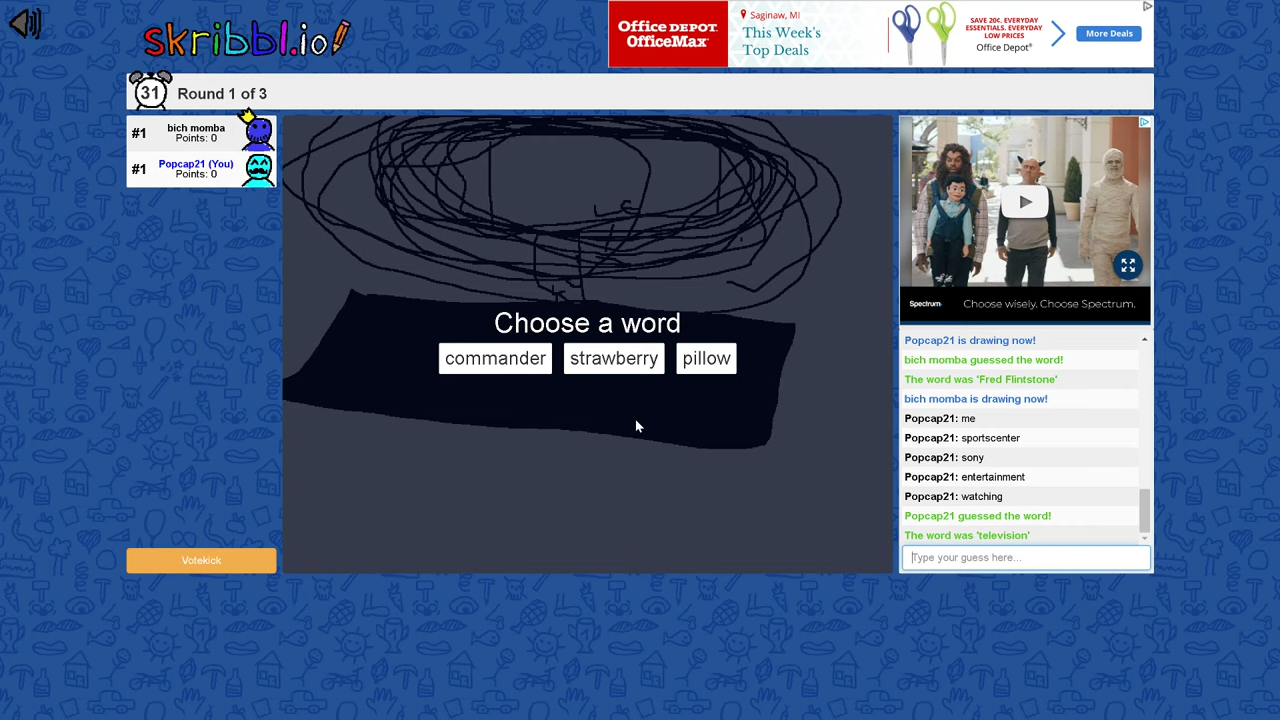 skribbl.io
OFFICE DEPOT
OfficeMax®
Saginaw, MI
This Week's
Top Deals
SAVE 20¢. EVERYDAY
ESSENTIALS. EVERYDAY
LOW PRICES
Office Depot®
More Deals
31
Round 1 of 3
#1
bich momba
Points: 0
#1
Popcap21 (You)
Points: 0
Votekick
Choose a word
commander
strawberry
pillow
Spectrum
Choose wisely. Choose Spectrum.
Popcap21 is drawing now!
bich momba guessed the word!
The word was 'Fred Flintstone'
bich momba is drawing now!
Popcap21: me
Popcap21: sportscenter
Popcap21: sony
Popcap21: entertainment
Popcap21: watching
Popcap21 guessed the word!
The word was 'television'
Type your guess here...